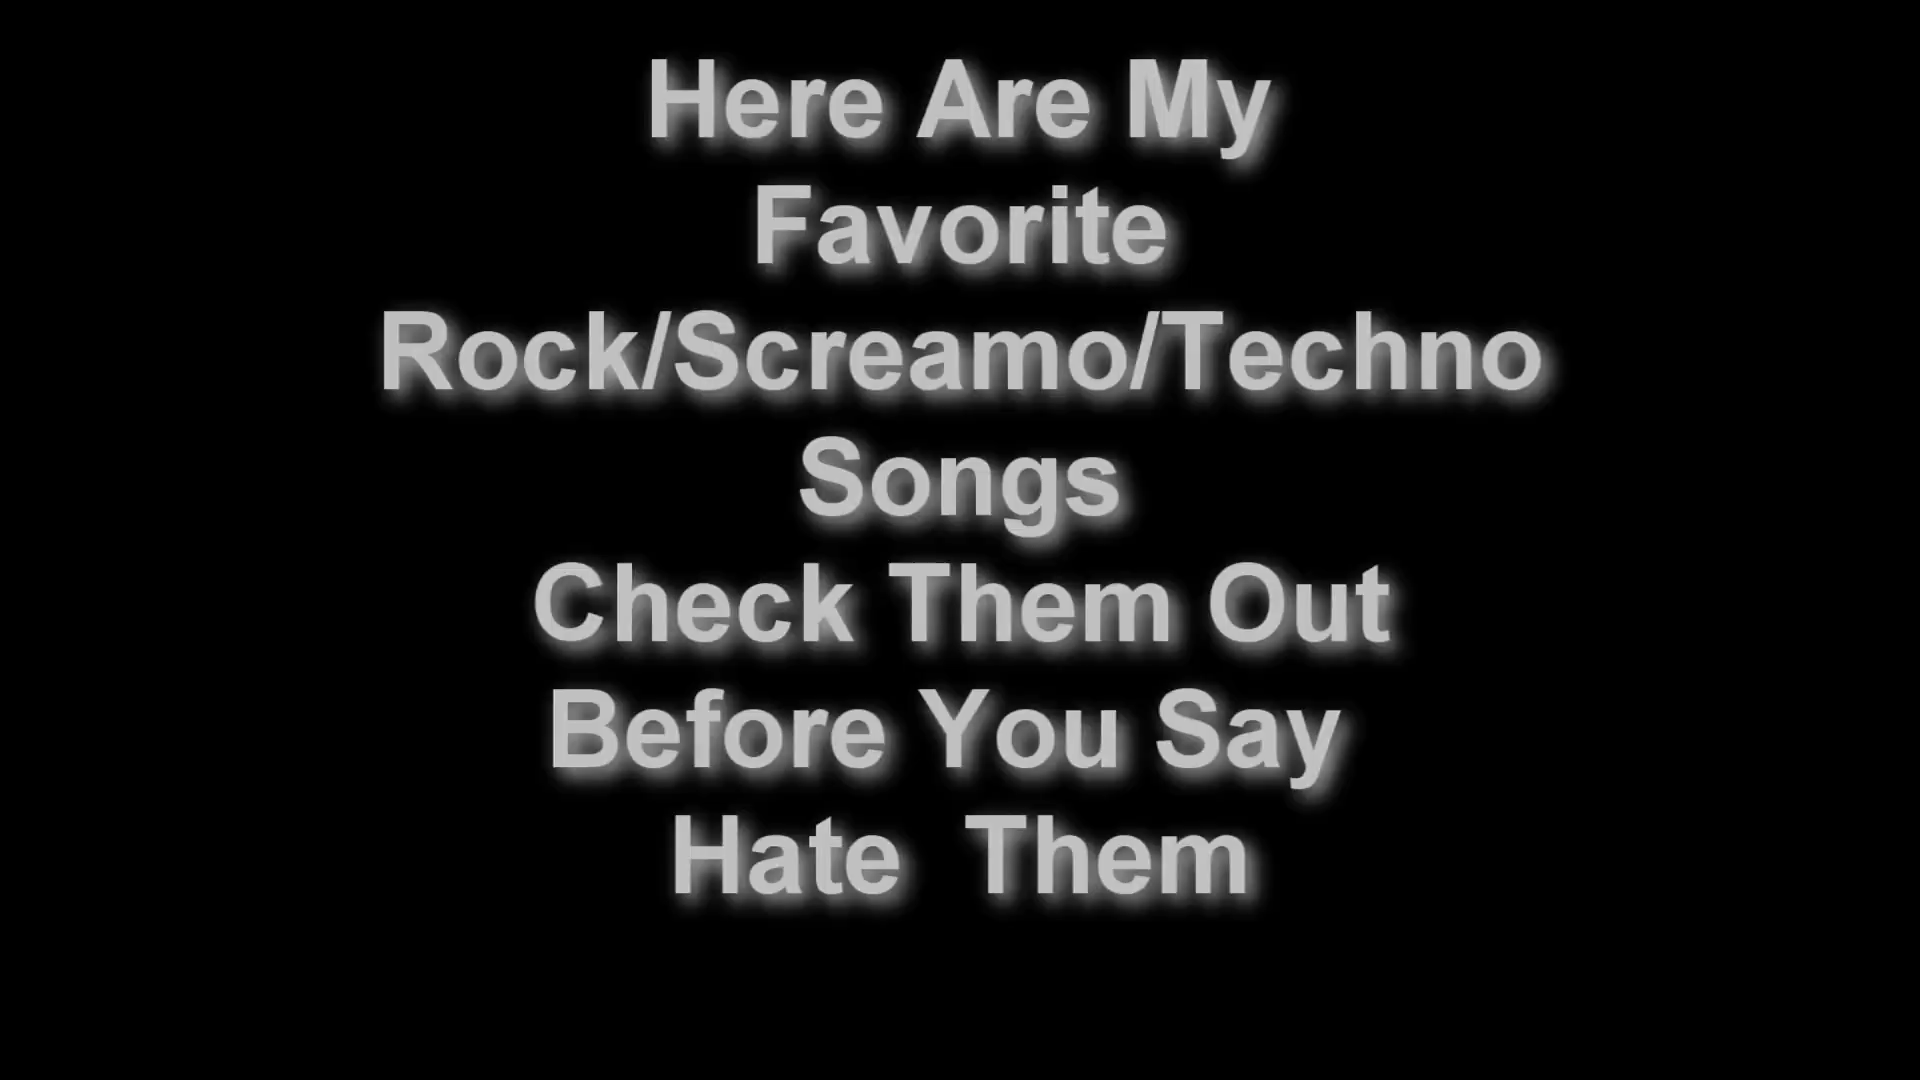 Here Are My
Favorite
Rock/Screamo/Techno
Songs
Check Them Out
Before You Say
Hate  Them